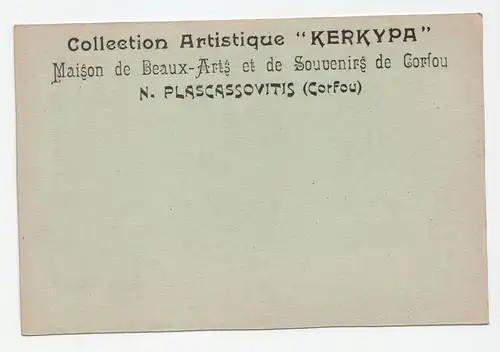 Collection Artistique "KERKYPA"
Maison de Beaux-Arts et de Souvenirs de Corfou
N. PLASCASSOVITIS (Corfou)